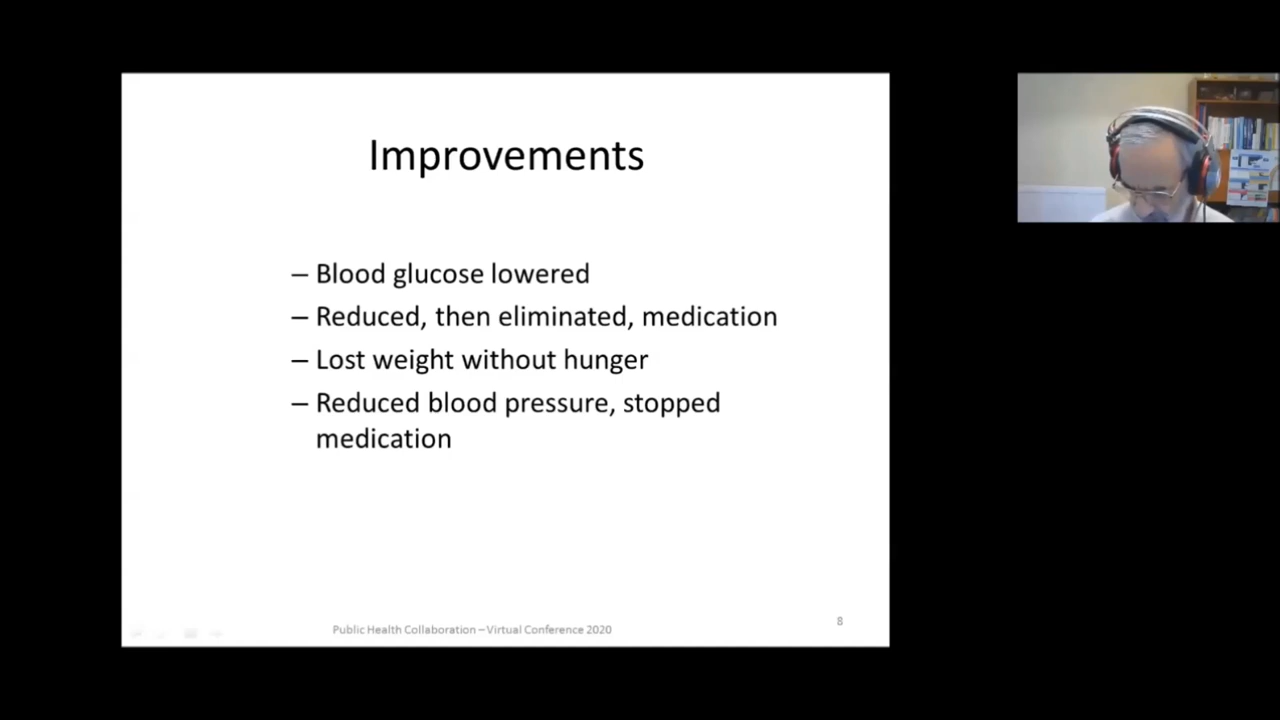 Improvements
– Blood glucose lowered
– Reduced, then eliminated, medication
– Lost weight without hunger
– Reduced blood pressure, stopped
medication
Public Health Collaboration – Virtual Conference 2020
8